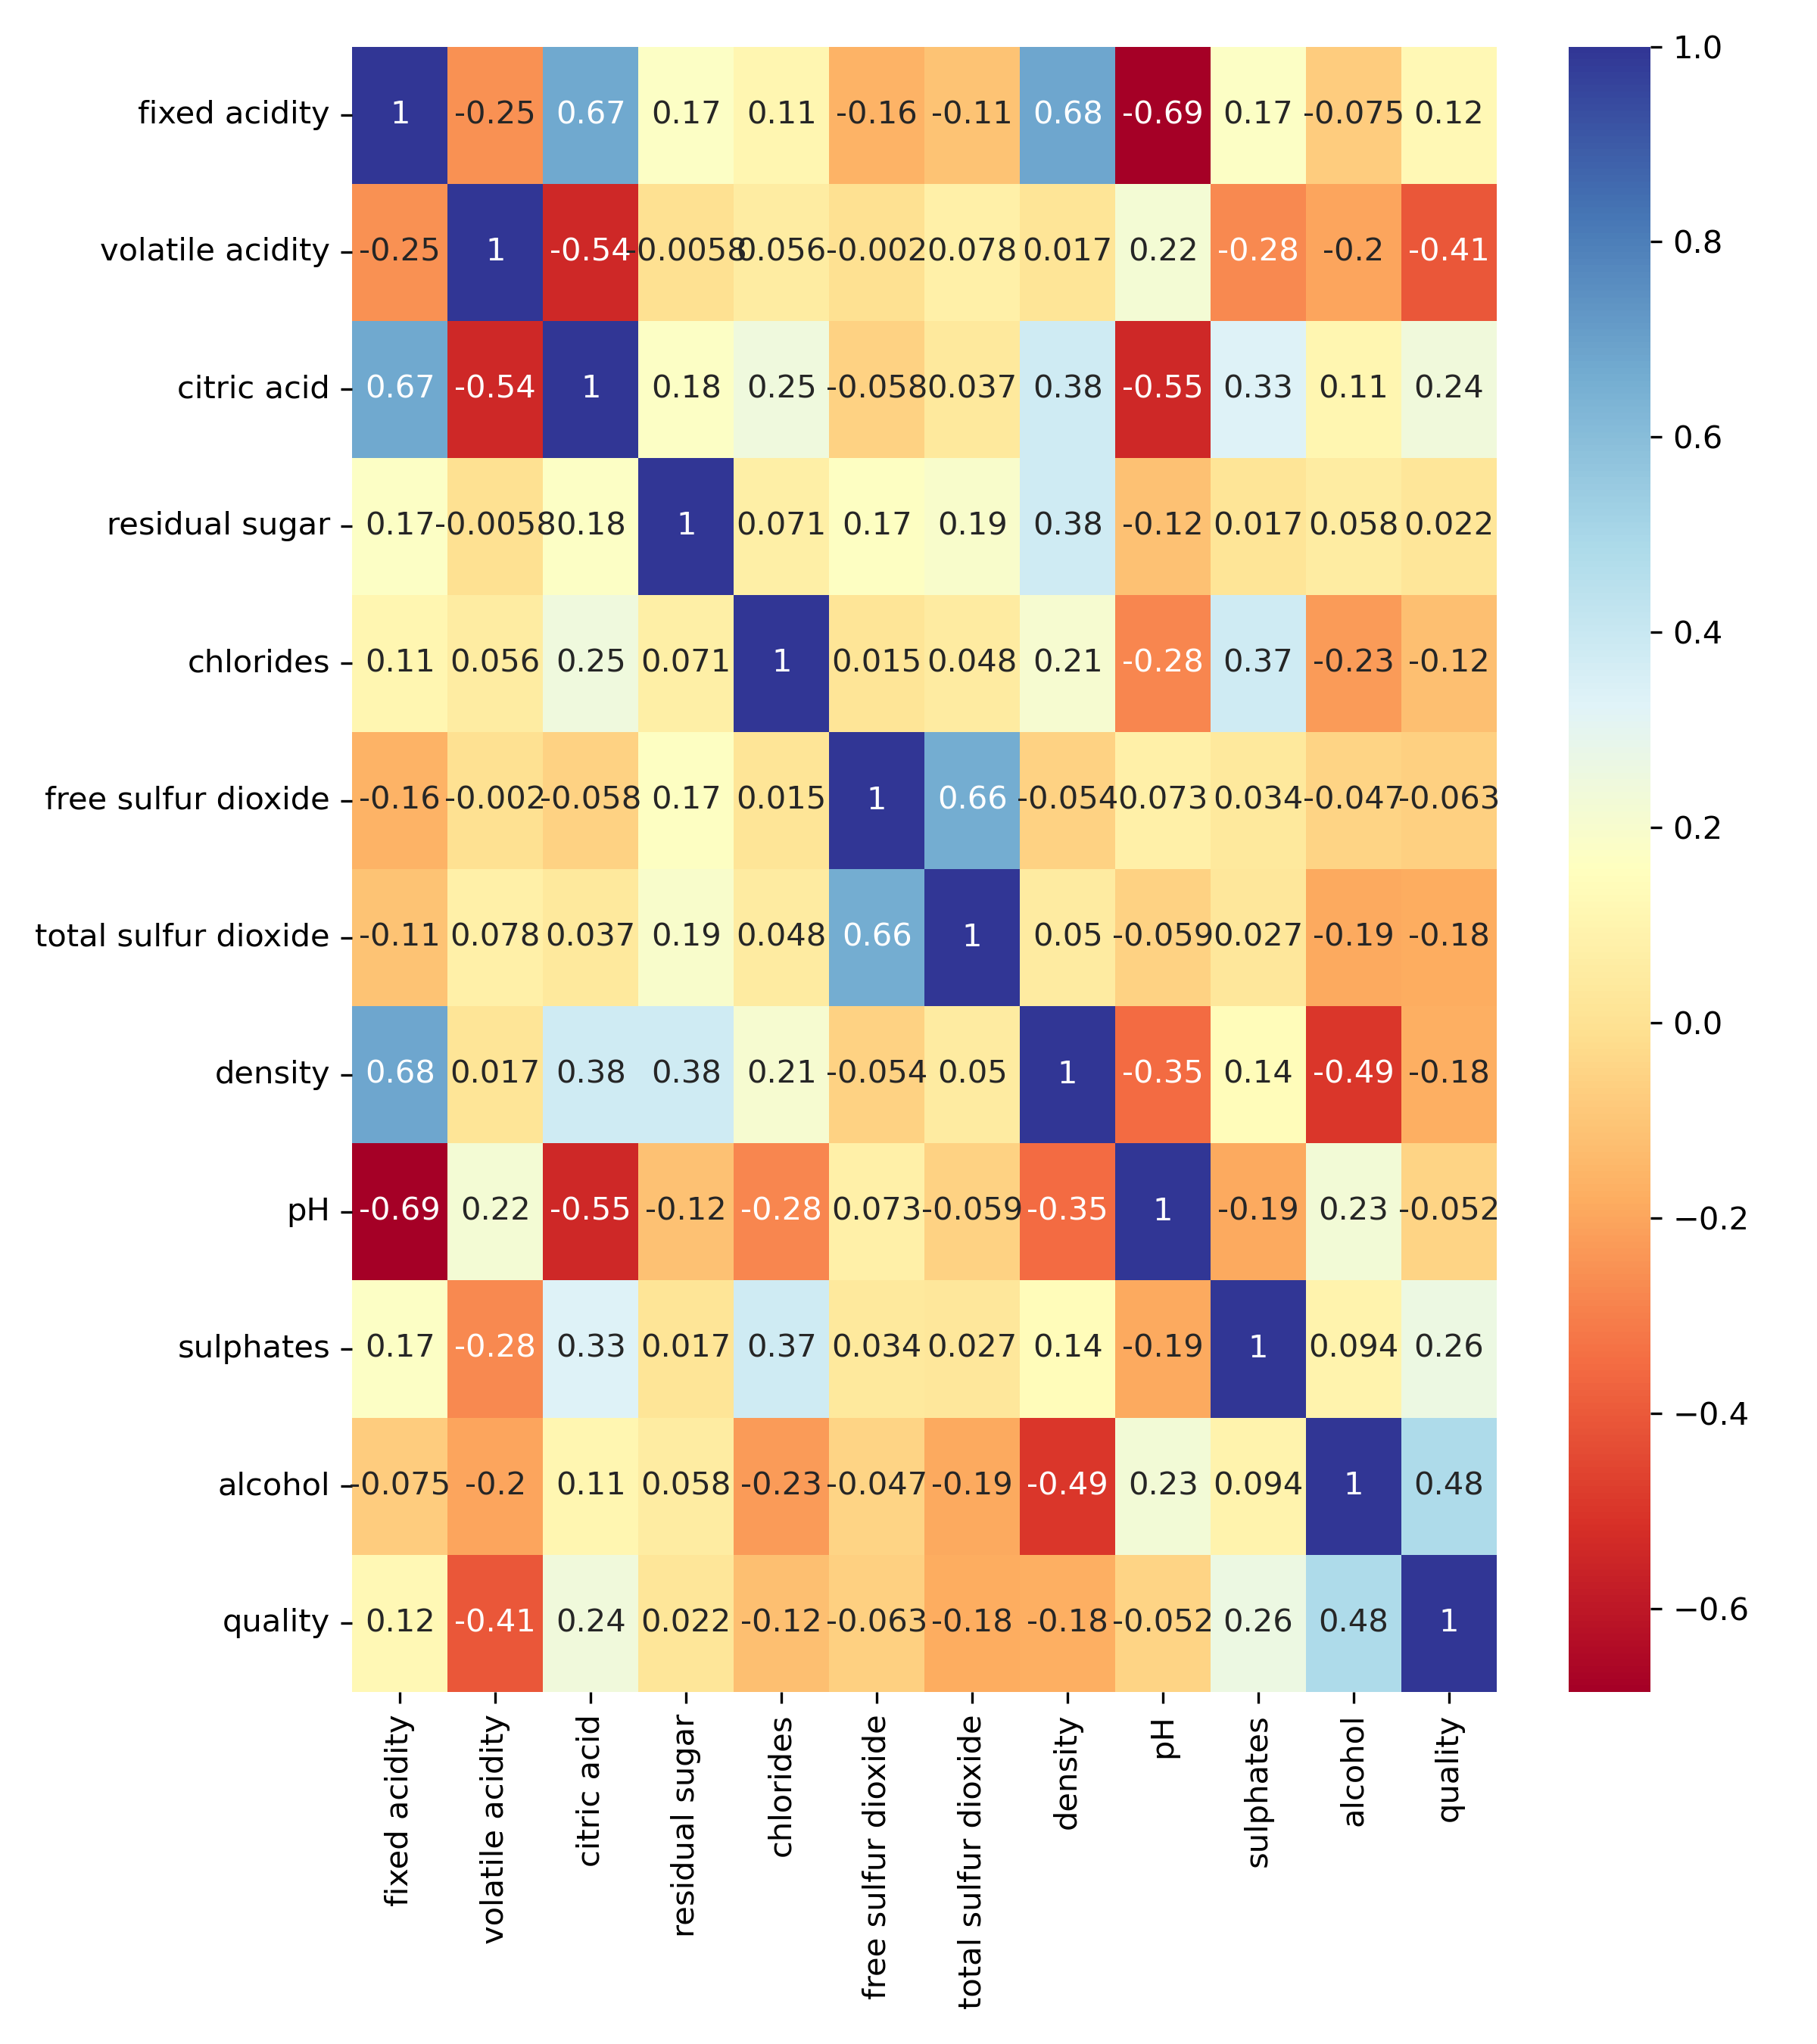 fixed acidity 1 -0.25 0.67 0.17 0.11 -0.16 -0.11 0.68 -0.69 0.17 -0.075 0.12
volatile acidity -0.25 1 -0.54 -0.0058 0.056 -0.002 0.078 0.017 0.22 -0.28 -0.2 -0.41
citric acid 0.67 -0.54 1 0.18 0.25 -0.058 0.037 0.38 -0.55 0.33 0.11 0.24
residual sugar 0.17 -0.0058 0.18 1 0.071 0.17 0.19 0.38 -0.12 0.017 0.058 0.022
chlorides 0.11 0.056 0.25 0.071 1 0.015 0.048 0.21 -0.28 0.37 -0.23 -0.12
free sulfur dioxide -0.16 -0.002 -0.058 0.17 0.015 1 0.66 -0.054 0.073 0.034 -0.047 -0.063
total sulfur dioxide -0.11 0.078 0.037 0.19 0.048 0.66 1 0.05 -0.059 0.027 -0.19 -0.18
density 0.68 0.017 0.38 0.38 0.21 -0.054 0.05 1 -0.35 0.14 -0.49 -0.18
pH -0.69 0.22 -0.55 -0.12 -0.28 0.073 -0.059 -0.35 1 -0.19 0.23 -0.052
sulphates 0.17 -0.28 0.33 0.017 0.37 0.034 0.027 0.14 -0.19 1 0.094 0.26
alcohol -0.075 -0.2 0.11 0.058 -0.23 -0.047 -0.19 -0.49 0.23 0.094 1 0.48
quality 0.12 -0.41 0.24 0.022 -0.12 -0.063 -0.18 -0.18 -0.052 0.26 0.48 1
fixed acidity
volatile acidity
citric acid
residual sugar
chlorides
free sulfur dioxide
total sulfur dioxide
density
pH
sulphates
alcohol
quality
1.0
0.8
0.6
0.4
0.2
0.0
−0.2
−0.4
−0.6